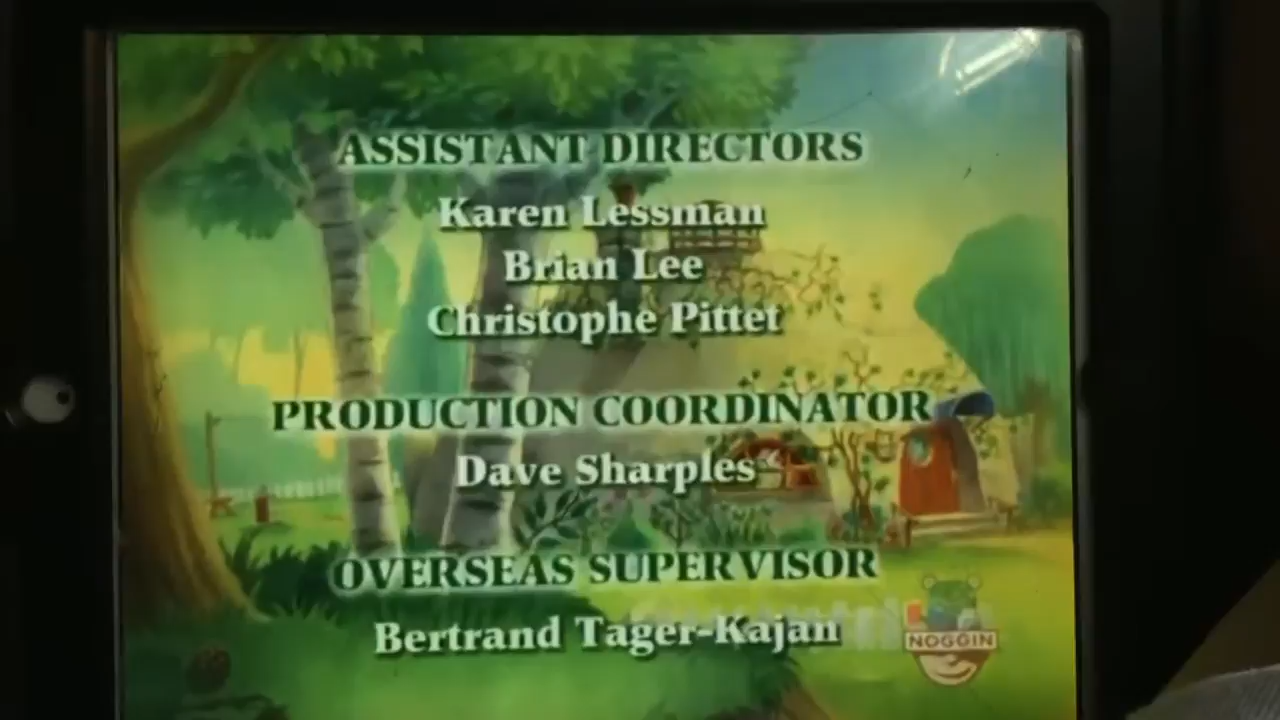 ASSISTANT DIRECTORS
Karen Lessman
Brian Lee
Christophe Pittet
PRODUCTION COORDINATOR
Dave Sharples
OVERSEAS SUPERVISOR
Bertrand Tager-Kajan
NOGGIN